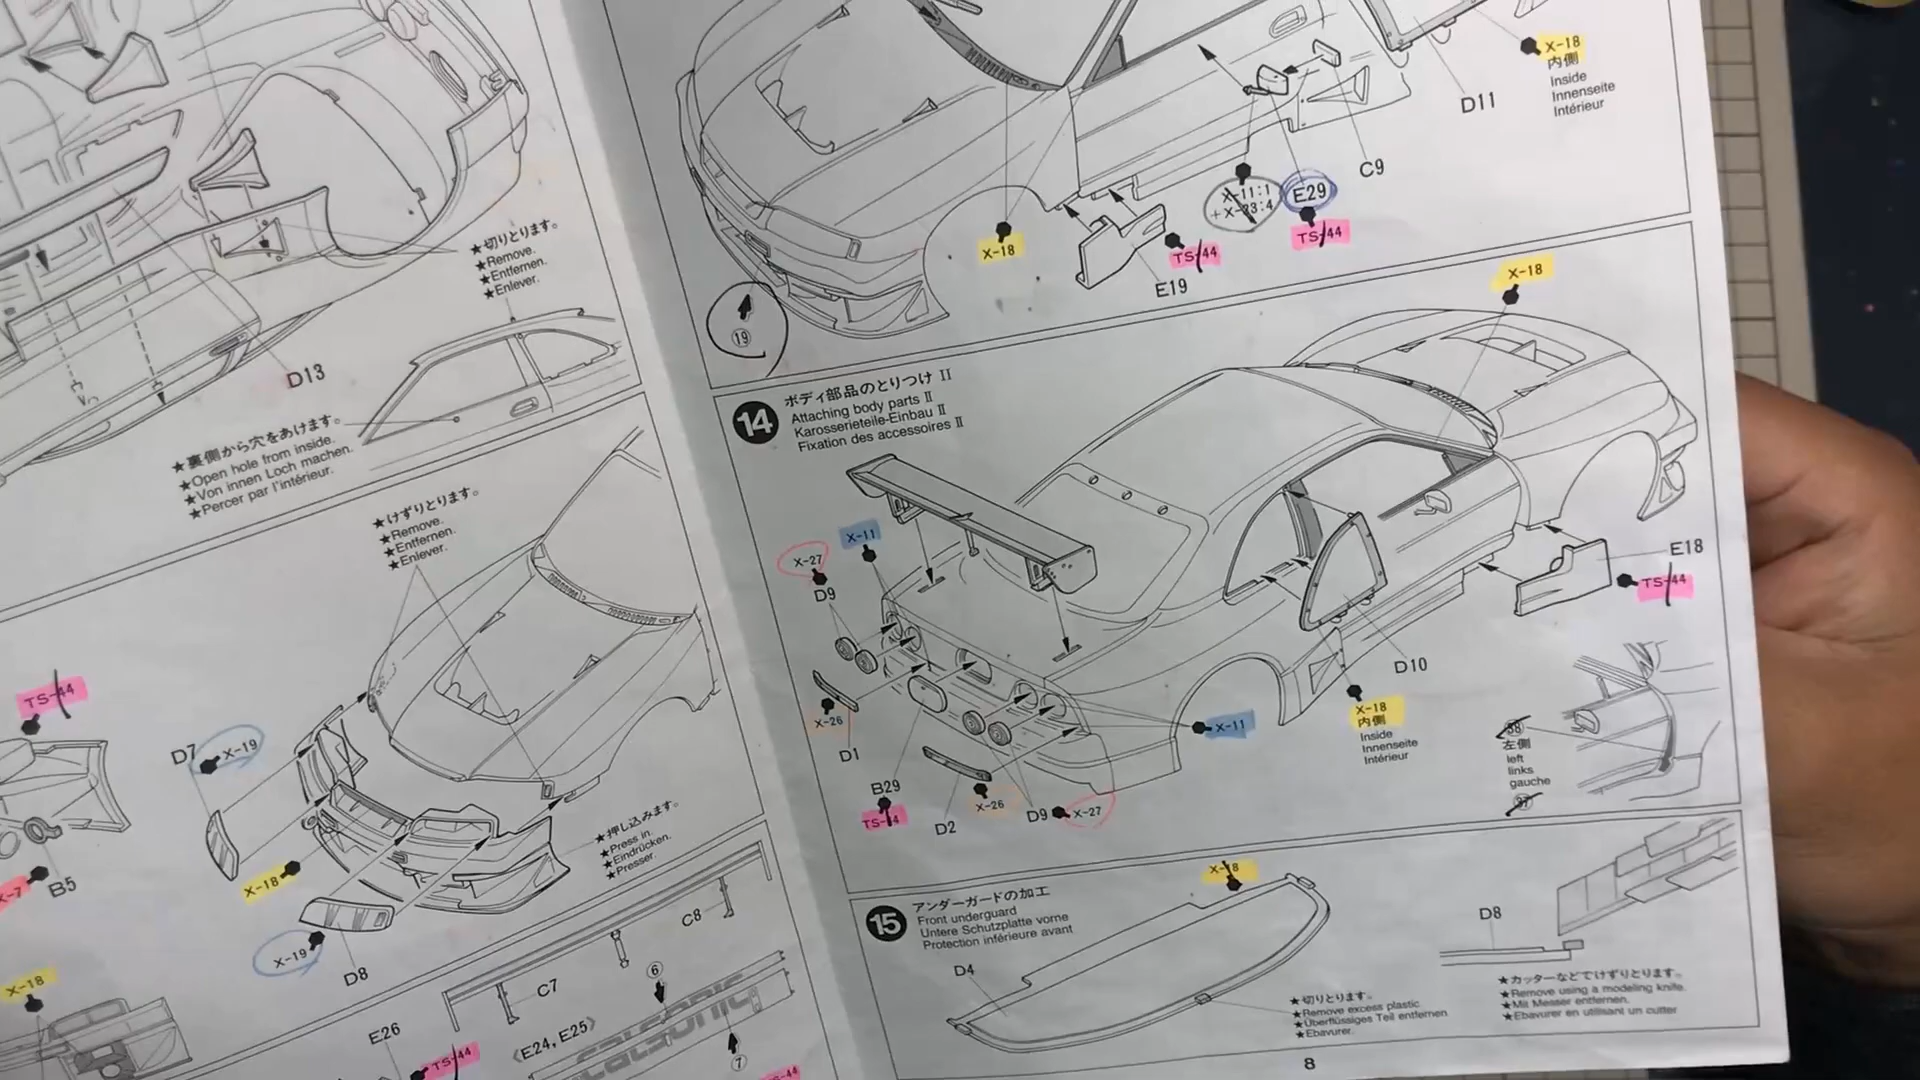 ★切りとります。
★Remove.
★Entfernen.
★Enlever.
D13
★裏側から穴をあけます。
★Open hole from inside.
★Von innen Loch machen.
★Percer par l'intérieur.
★けずりとります。
★Remove.
★Entfernen.
★Enlever.
TS-44
D7
X-19
X-7
B5
X-18
X-19
D8
★押し込みます。
★Press in.
★Eindrücken.
★Presser.
X-18
C8
C7
6
E26
TS-44
《E24, E25》
calsonic
7
X-18
内側
Inside
Innenseite
Intérieur
D11
C9
X-11:1
+X-23:4
E29
TS-44
X-18
TS-44
E19
19
14
ボディ部品のとりつけ II
Attaching body parts II
Karosserieteile-Einbau II
Fixation des accessoires II
X-18
X-11
X-27
D9
X-26
D1
B29
D2
X-26
D9
X-27
X-11
E18
TS-44
D10
X-18
内側
Inside
Innenseite
Intérieur
38
左側
left
links
gauche
37
15
アンダーガードの加工
Front underguard
Untere Schutzplatte vorne
Protection inférieure avant
X-18
D4
★切りとります。
★Remove excess plastic
★Überflüssiges Teil entfernen
★Ebavurer.
D8
★カッターなどでけずりとります。
★Remove using a modeling knife.
★Mit Messer entfernen.
★Ebavurer en utilisant un cutter
8